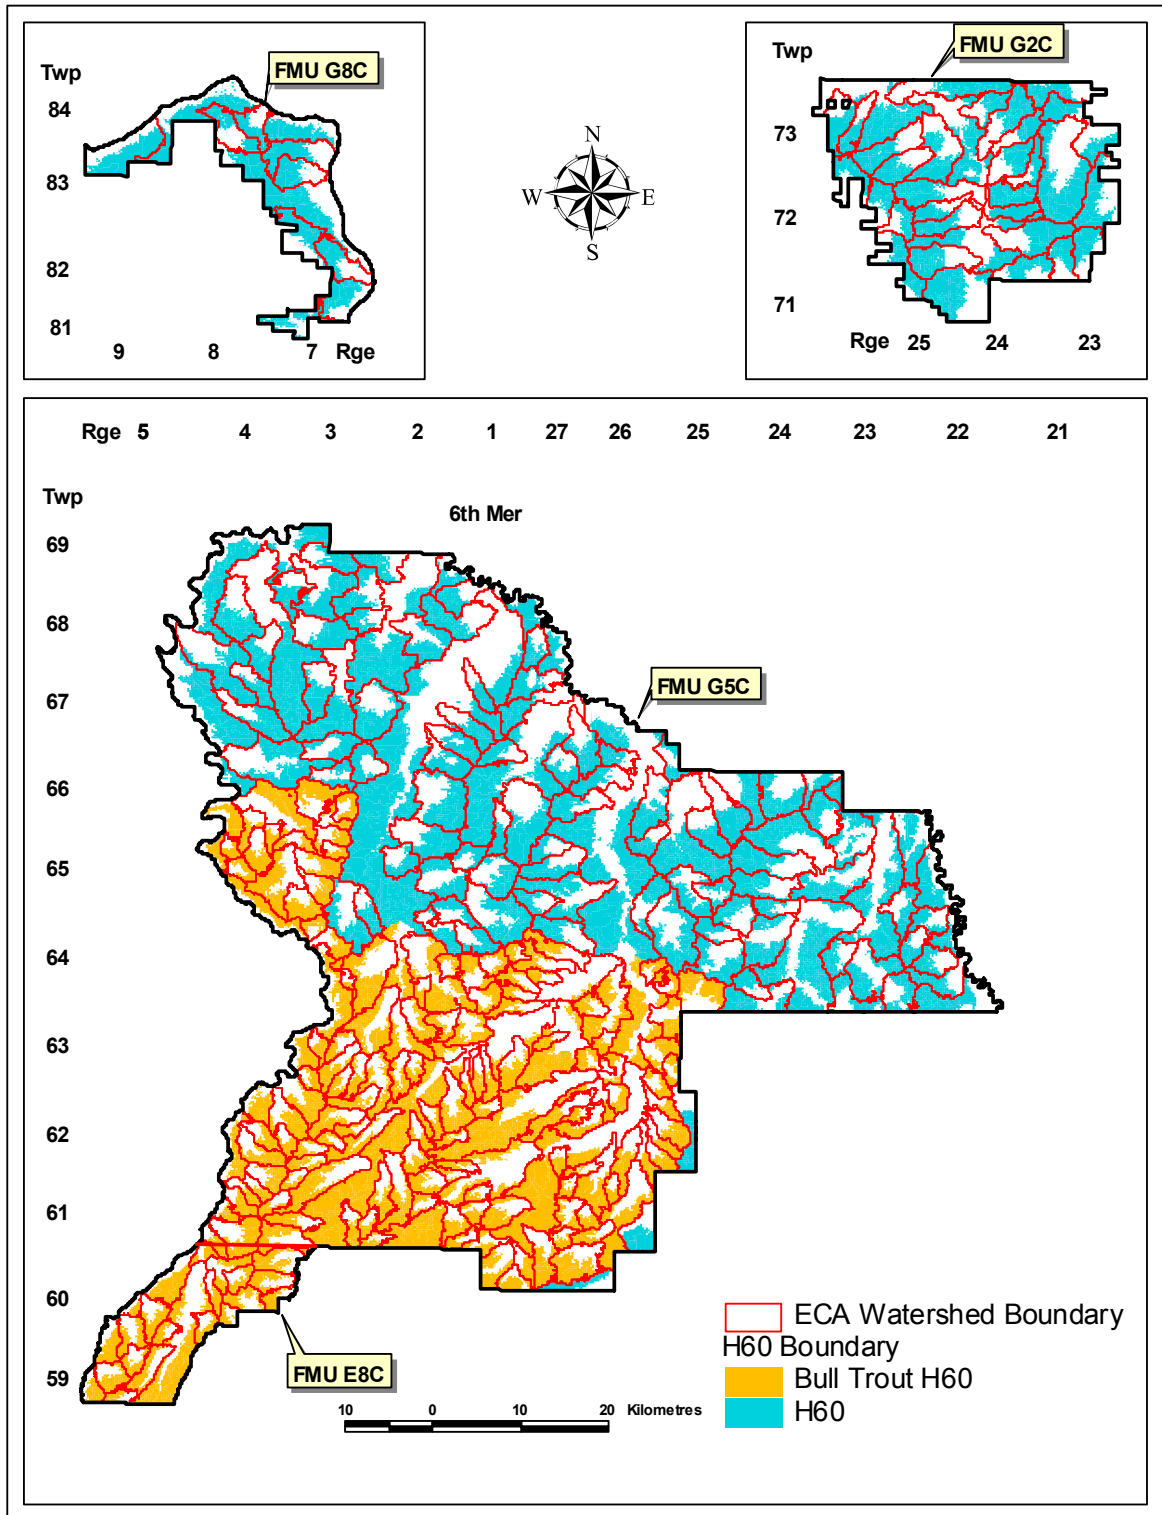 Twp
FMU G8C
84
83
82
81
9 8 7 Rge
N
W E
S
Twp
FMU G2C
73
72
71
Rge 25 24 23
Rge 5 4 3 2 1 27 26 25 24 23 22 21
Twp
6th Mer
69
68
67
FMU G5C
66
65
64
63
62
61
60
59
FMU E8C
ECA Watershed Boundary
H60 Boundary
Bull Trout H60
H60
10 0 10 20 Kilometres